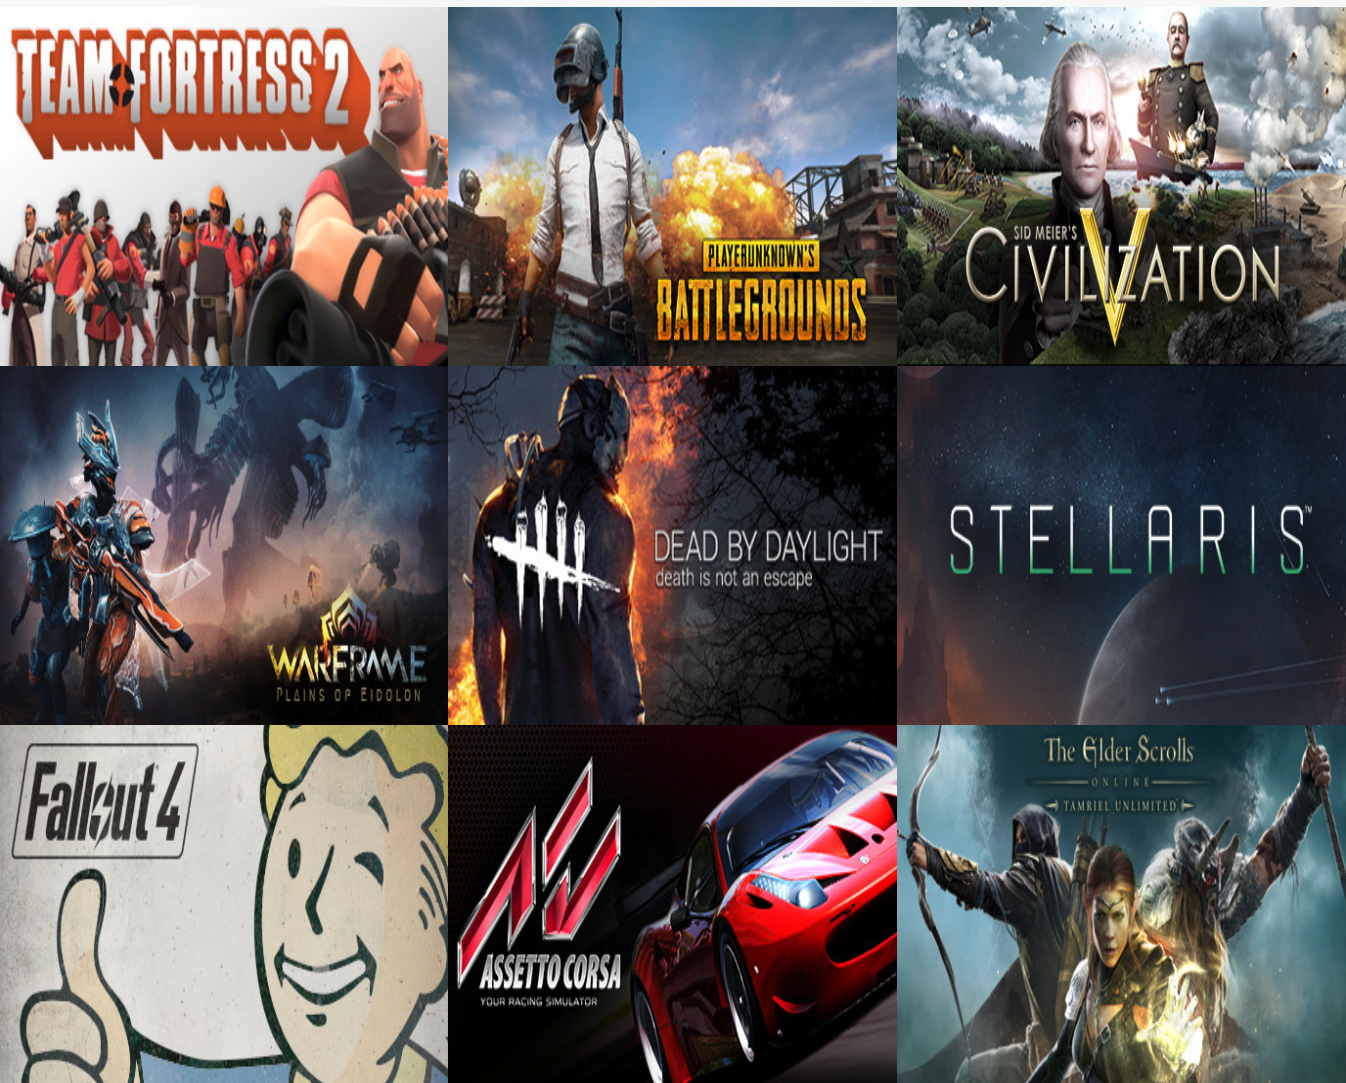 TEAM FORTRESS 2
PLAYERUNKNOWN'S
BATTLEGROUNDS
SID MEIER'S
CIVILIZATION
V
WARFRAME
PLAINS OF EIDOLON
DEAD BY DAYLIGHT
death is not an escape
STELLARIS™
Fallout 4
ASSETTO CORSA
YOUR RACING SIMULATOR
The Elder Scrolls
ONLINE
TAMRIEL UNLIMITED